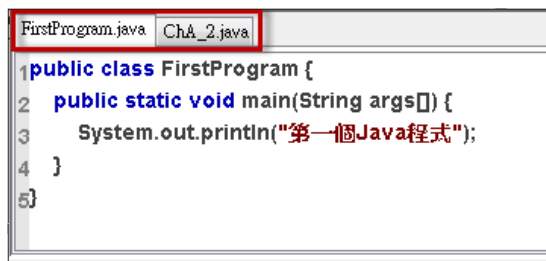 FirstProgram.java ChA_2.java
1public class FirstProgram {
2 public static void main(String args[]) {
3 System.out.println("第一個Java程式");
4 }
5}